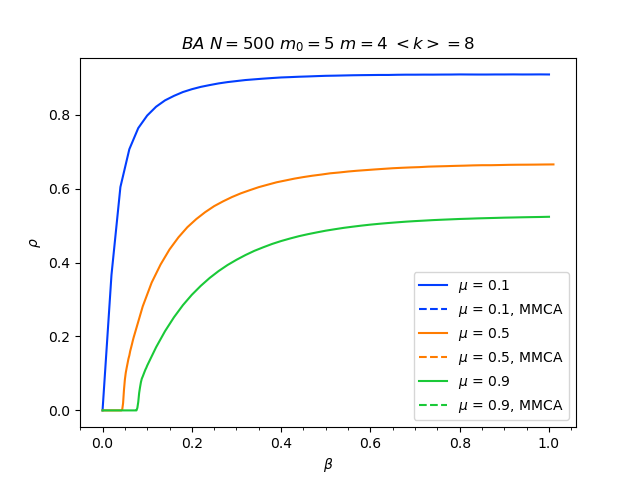 BA N = 500 m₀ = 5 m = 4 < k > = 8
ρ
0.8
0.6
0.4
0.2
0.0
μ = 0.1
μ = 0.1, MMCA
μ = 0.5
μ = 0.5, MMCA
μ = 0.9
μ = 0.9, MMCA
0.0 0.2 0.4 0.6 0.8 1.0
β